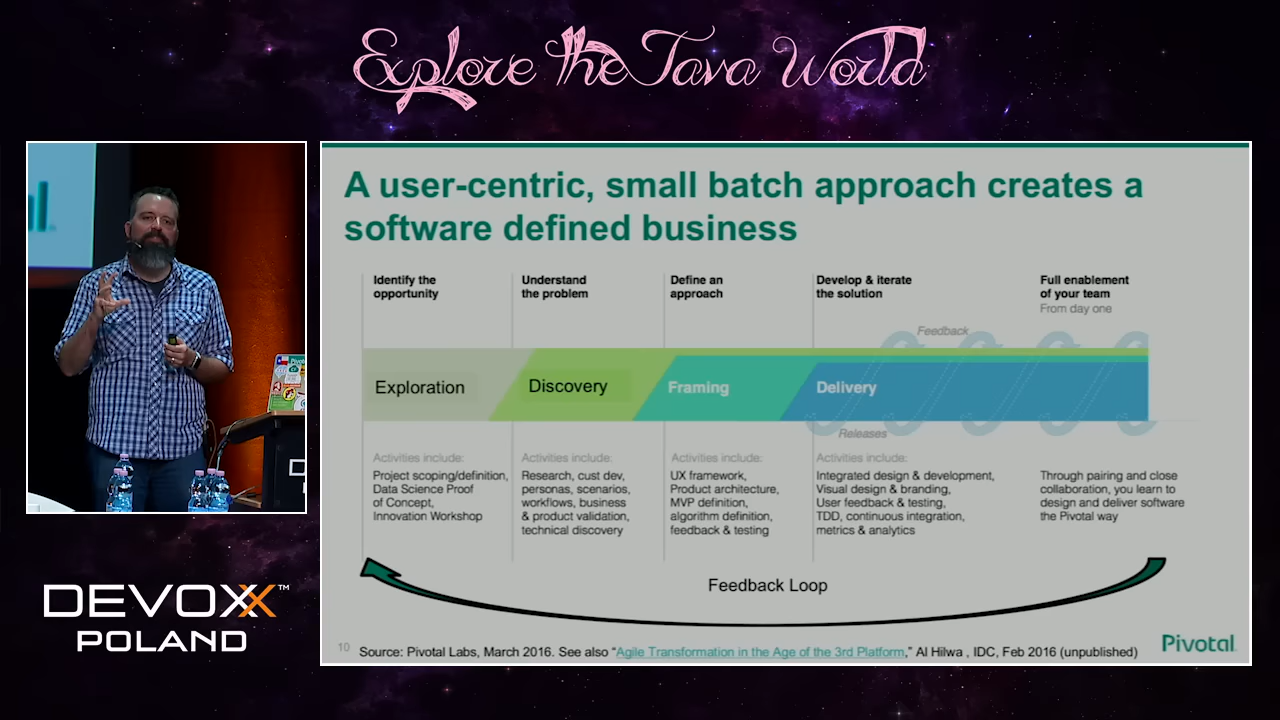 Explore the Java World
A user-centric, small batch approach creates a
software defined business
Identify the
opportunity
Understand
the problem
Define an
approach
Develop & iterate
the solution
Full enablement
of your team
From day one
Feedback
Exploration
Discovery
Framing
Delivery
Releases
Activities include:
Project scoping/definition,
Data Science Proof
of Concept,
Innovation Workshop
Activities include:
Research, cust dev,
personas, scenarios,
workflows, business
& product validation,
technical discovery
Activities include:
UX framework,
Product architecture,
MVP definition,
algorithm definition,
feedback & testing
Activities include:
Integrated design & development,
Visual design & branding,
User feedback & testing,
TDD, continuous integration,
metrics & analytics
Through pairing and close
collaboration, you learn to
design and deliver software
the Pivotal way
Feedback Loop
10
Source: Pivotal Labs, March 2016. See also “Agile Transformation in the Age of the 3rd Platform,” Al Hilwa , IDC, Feb 2016 (unpublished)
Pivotal
DEVOXX™
POLAND